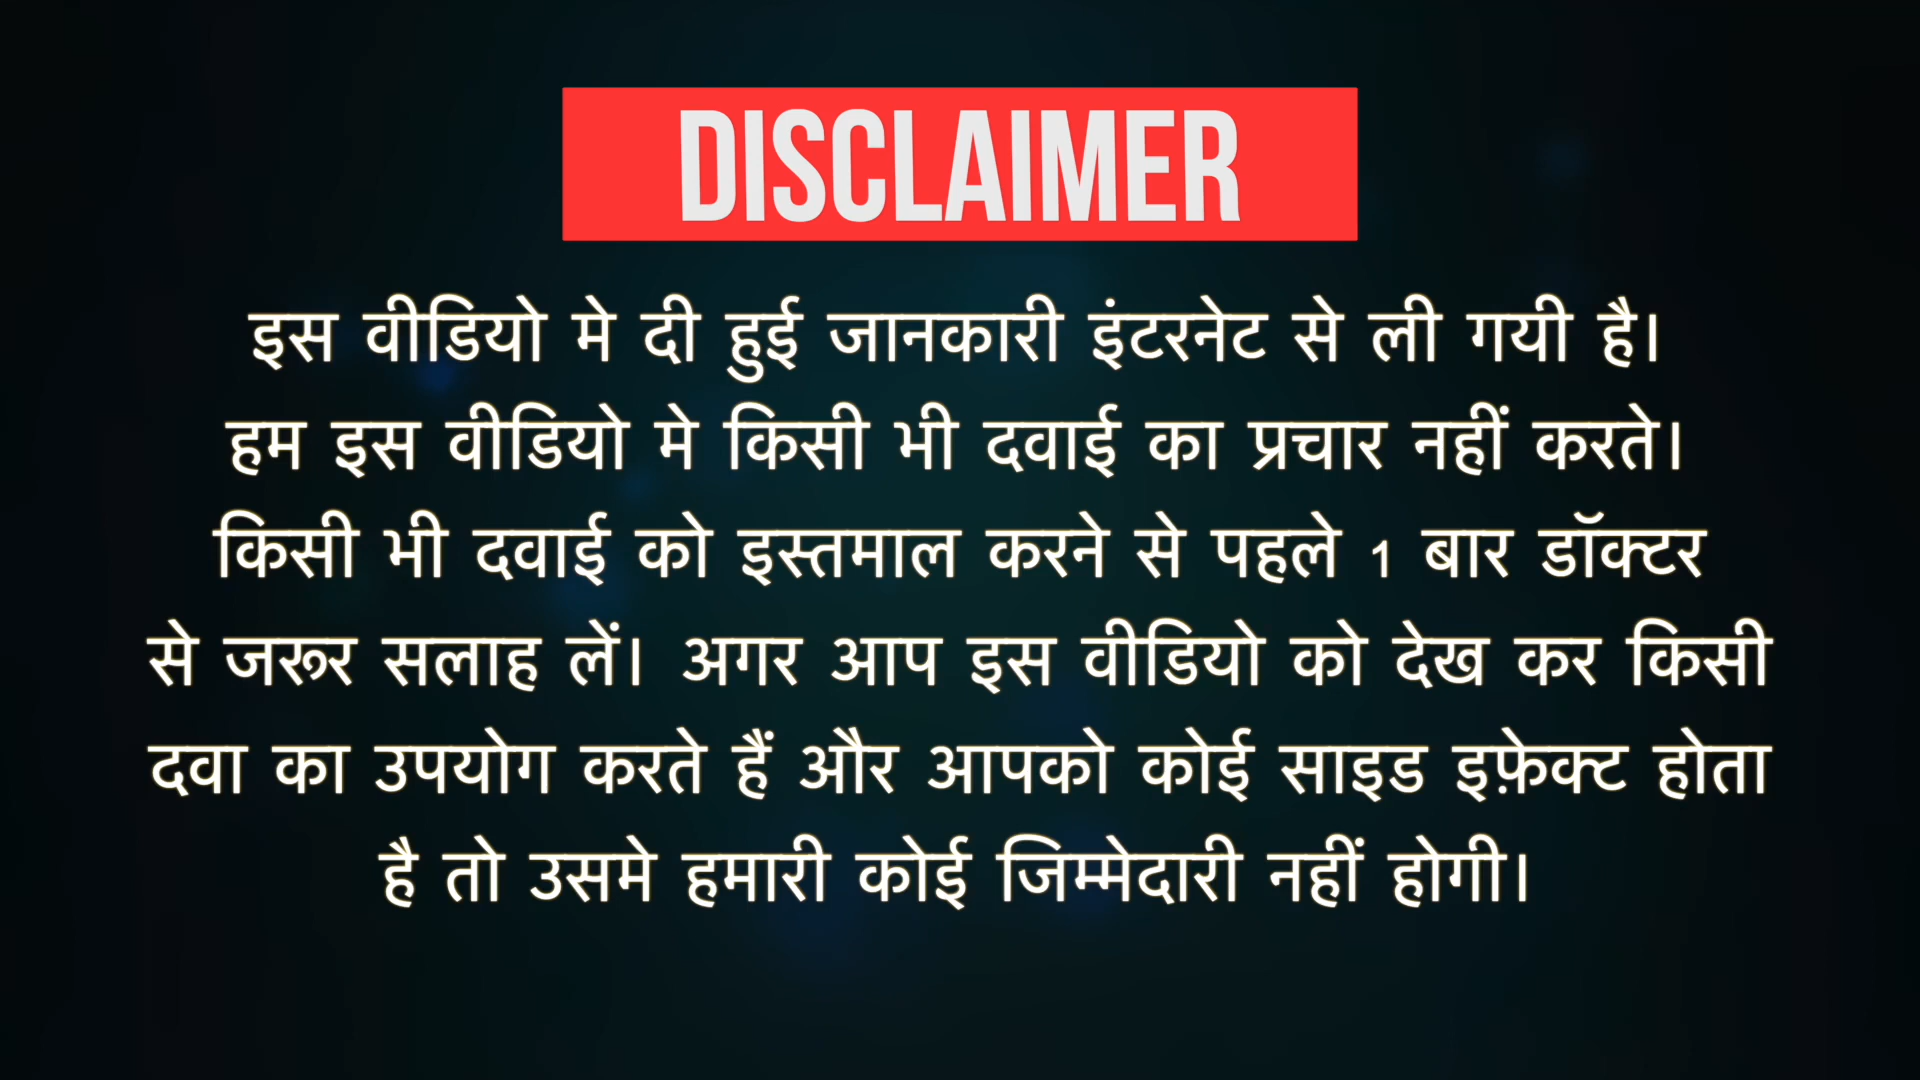 DISCLAIMER
इस वीडियो मे दी हुई जानकारी इंटरनेट से ली गयी है।
हम इस वीडियो मे किसी भी दवाई का प्रचार नहीं करते।
किसी भी दवाई को इस्तमाल करने से पहले 1 बार डॉक्टर
से जरूर सलाह लें। अगर आप इस वीडियो को देख कर किसी
दवा का उपयोग करते हैं और आपको कोई साइड इफ़ेक्ट होता
है तो उसमे हमारी कोई जिम्मेदारी नहीं होगी।